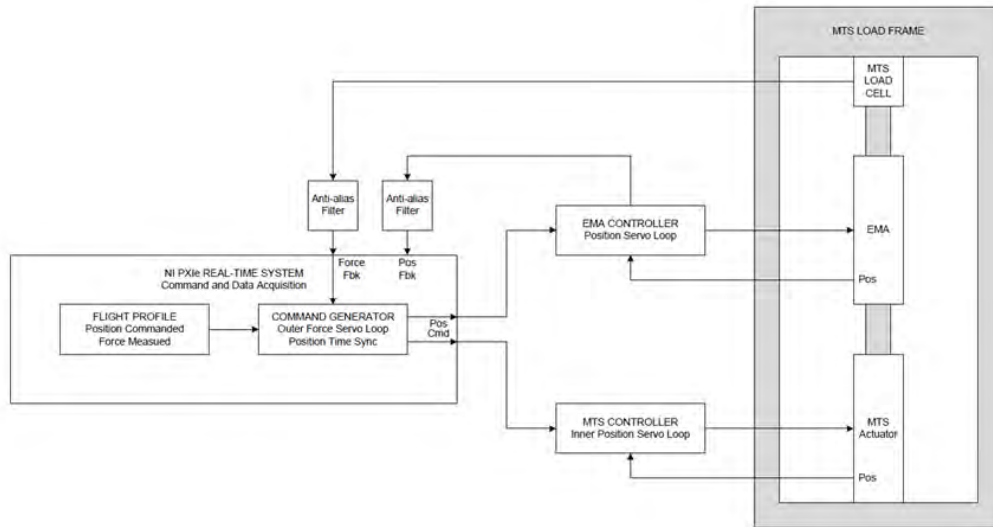 MTS LOAD FRAME
MTS
LOAD
CELL
Anti-alias
Filter
Anti-alias
Filter
EMA CONTROLLER
Position Servo Loop
EMA
Pos
NI PXIe REAL-TIME SYSTEM
Command and Data Acquisition
Force
Fbk
Pos
Fbk
FLIGHT PROFILE
Position Commanded
Force Measued
COMMAND GENERATOR
Outer Force Servo Loop
Position Time Sync
Pos
Cmd
MTS CONTROLLER
Inner Position Servo Loop
MTS
Actuator
Pos